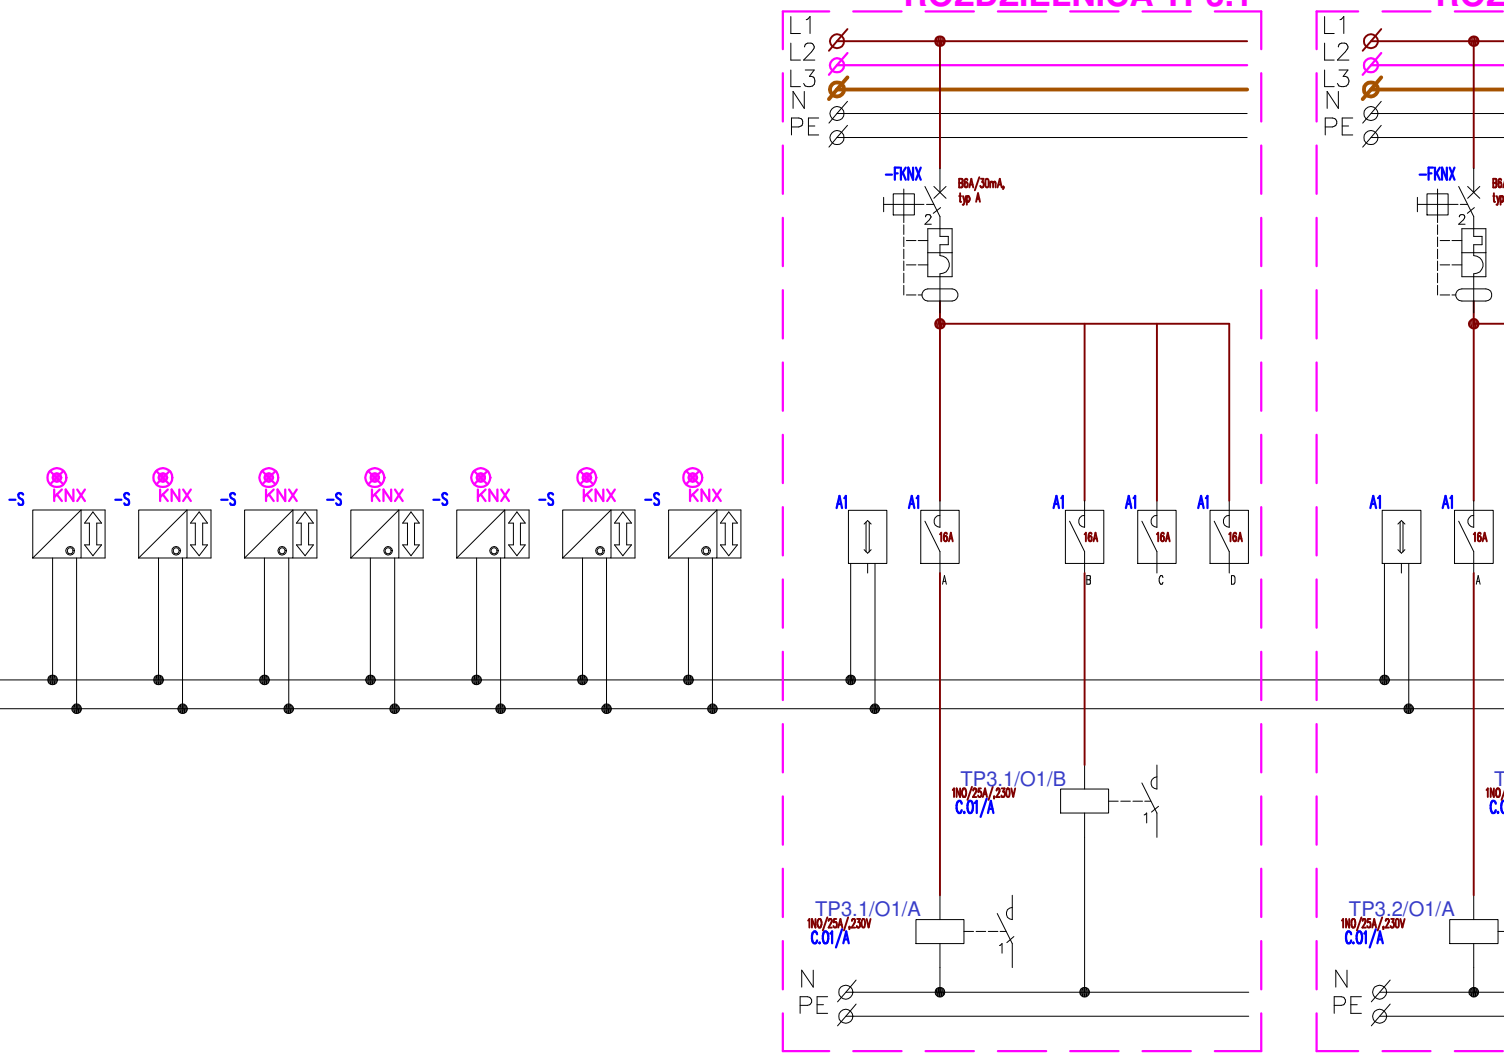 ROZDZIELNICA TP3.1
L1
L2
L3
N
PE
-FKNX
B6A/30mA,
typ A
2
L1
L2
L3
N
PE
-FKNX
2
-S KNX
-S KNX
-S KNX
-S KNX
-S KNX
-S KNX
-S KNX
A1
A1
16A
A
A1
16A
B
A1
16A
C
A1
16A
D
A1
A1
16A
A
TP3.1/O1/B
1NO/25A/,230V
C.01/A
1
TP3.1/O1/A
1NO/25A/,230V
C.01/A
1
N
PE
TP3.2/O1/A
1NO/25A/,230V
C.01/A
N
PE